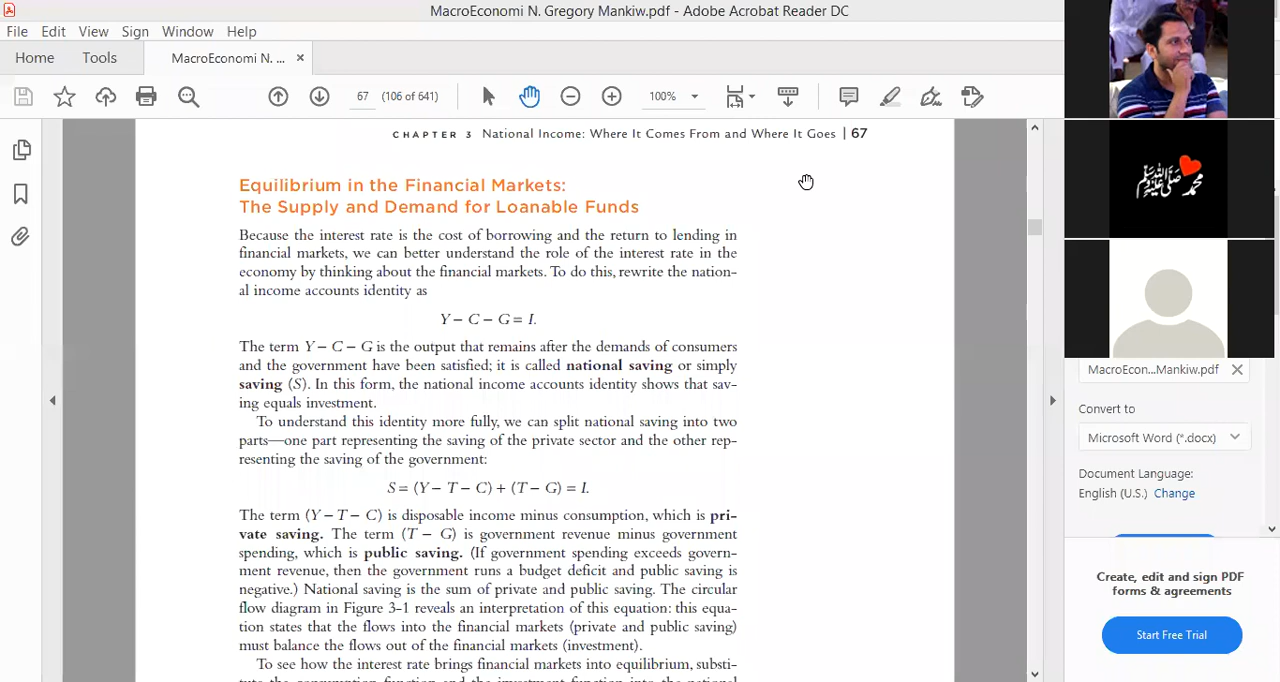 MacroEconomi N. Gregory Mankiw.pdf - Adobe Acrobat Reader DC
File Edit View Sign Window Help
Home Tools MacroEconomi N. ... ×
67 (106 of 641) 100%
CHAPTER 3 National Income: Where It Comes From and Where It Goes | 67
Equilibrium in the Financial Markets:
The Supply and Demand for Loanable Funds
Because the interest rate is the cost of borrowing and the return to lending in
financial markets, we can better understand the role of the interest rate in the
economy by thinking about the financial markets. To do this, rewrite the nation-
al income accounts identity as
Y – C – G = I.
The term Y – C – G is the output that remains after the demands of consumers
and the government have been satisfied; it is called national saving or simply
saving (S). In this form, the national income accounts identity shows that sav-
ing equals investment.
To understand this identity more fully, we can split national saving into two
parts—one part representing the saving of the private sector and the other rep-
resenting the saving of the government:
S = (Y – T – C) + (T – G) = I.
The term (Y – T – C) is disposable income minus consumption, which is pri-
vate saving. The term (T – G) is government revenue minus government
spending, which is public saving. (If government spending exceeds govern-
ment revenue, then the government runs a budget deficit and public saving is
negative.) National saving is the sum of private and public saving. The circular
flow diagram in Figure 3-1 reveals an interpretation of this equation: this equa-
tion states that the flows into the financial markets (private and public saving)
must balance the flows out of the financial markets (investment).
To see how the interest rate brings financial markets into equilibrium, substi-
tute the consumption function and the investment function into the national
محمد ﷺ
MacroEcon...Mankiw.pdf
Convert to
Microsoft Word (*.docx)
Document Language:
English (U.S.) Change
Create, edit and sign PDF
forms & agreements
Start Free Trial